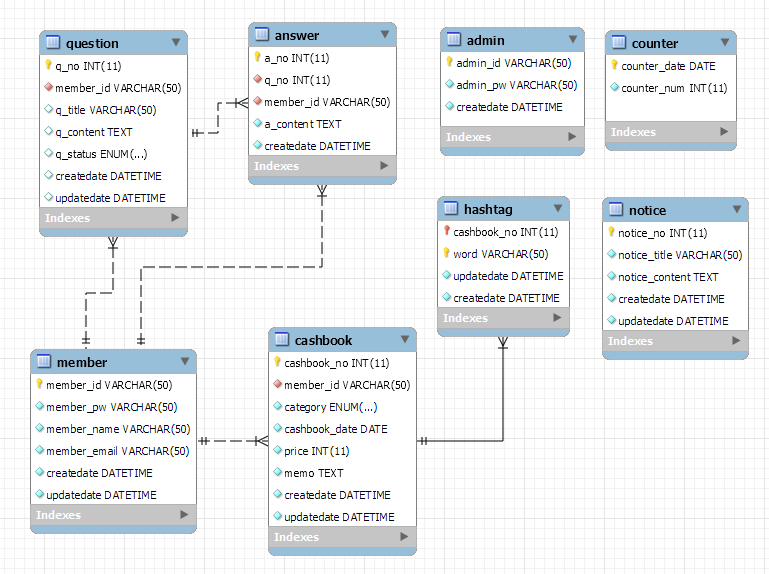 question
q_no INT(11)
member_id VARCHAR(50)
q_title VARCHAR(50)
q_content TEXT
q_status ENUM(...)
createdate DATETIME
updatedate DATETIME
Indexes
answer
a_no INT(11)
q_no INT(11)
member_id VARCHAR(50)
a_content TEXT
createdate DATETIME
Indexes
admin
admin_id VARCHAR(50)
admin_pw VARCHAR(50)
createdate DATETIME
Indexes
counter
counter_date DATE
counter_num INT(11)
Indexes
hashtag
cashbook_no INT(11)
word VARCHAR(50)
updatedate DATETIME
createdate DATETIME
Indexes
notice
notice_no INT(11)
notice_title VARCHAR(50)
notice_content TEXT
createdate DATETIME
updatedate DATETIME
Indexes
member
member_id VARCHAR(50)
member_pw VARCHAR(50)
member_name VARCHAR(50)
member_email VARCHAR(50)
createdate DATETIME
updatedate DATETIME
Indexes
cashbook
cashbook_no INT(11)
member_id VARCHAR(50)
category ENUM(...)
cashbook_date DATE
price INT(11)
memo TEXT
createdate DATETIME
updatedate DATETIME
Indexes